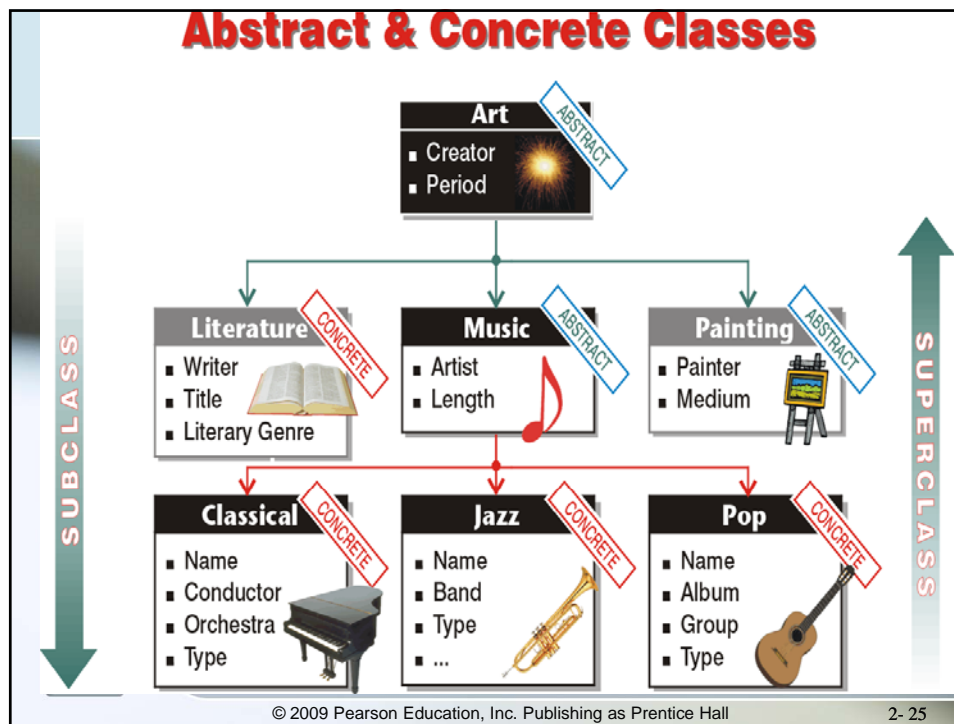 Abstract & Concrete Classes
Art
ABSTRACT
▪ Creator
▪ Period
SUBCLASS
SUPERCLASS
Literature
CONCRETE
▪ Writer
▪ Title
▪ Literary Genre
Music
ABSTRACT
▪ Artist
▪ Length
Painting
ABSTRACT
▪ Painter
▪ Medium
Classical
CONCRETE
▪ Name
▪ Conductor
▪ Orchestra
▪ Type
Jazz
CONCRETE
▪ Name
▪ Band
▪ Type
▪ ...
Pop
CONCRETE
▪ Name
▪ Album
▪ Group
▪ Type
© 2009 Pearson Education, Inc. Publishing as Prentice Hall
2- 25